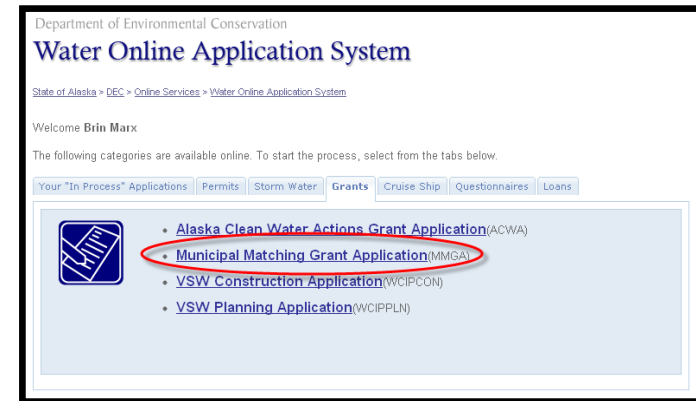 Department of Environmental Conservation
Water Online Application System
State of Alaska > DEC > Online Services > Water Online Application System
Welcome Brin Marx
The following categories are available online. To start the process, select from the tabs below.
Your "In Process" Applications Permits Storm Water Grants Cruise Ship Questionnaires Loans
• Alaska Clean Water Actions Grant Application(ACWA)
• Municipal Matching Grant Application(MMGA)
• VSW Construction Application(WCIPCON)
• VSW Planning Application(WCIPPLN)